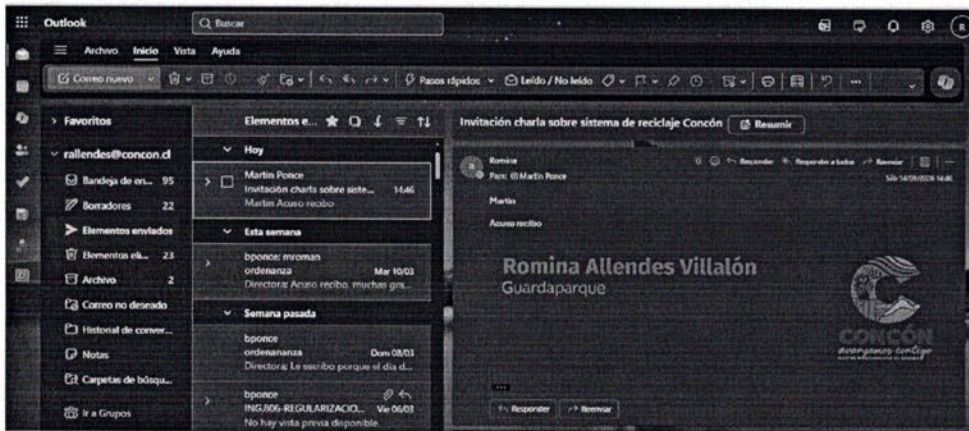 Outlook
Buscar
Archivo Inicio Vista Ayuda
Correo nuevo
Pasos rápidos
Leído / No leído
Favoritos
rallendes@concon.cl
Bandeja de en... 95
Borradores 22
Elementos enviados
Elementos eli... 23
Archivo 2
Correo no deseado
Historial de conver...
Notas
Carpetas de búsqu...
Ir a Grupos
Elementos e...
Hoy
Martin Ponce
Invitación charla sobre siste... 14:46
Martin Acuso recibo
Esta semana
bponce; mroman
ordenanza Mar 10/03
Directora: Acuso recibo, muchas gra...
Semana pasada
bponce
ordenananza Dom 08/03
Directora; Le escribo porque el día d...
bponce
ING.806-REGULARIZACIO... Vie 06/03
No hay vista previa disponible.
Invitación charla sobre sistema de reciclaje Concón
Resumir
Romina
Para: Martin Ponce
Responder Responder a todos Reenviar
Martin
Acuso recibo
Romina Allendes Villalón
Guardaparque
CONCÓN
avanzamos contigo
Responder Reenviar